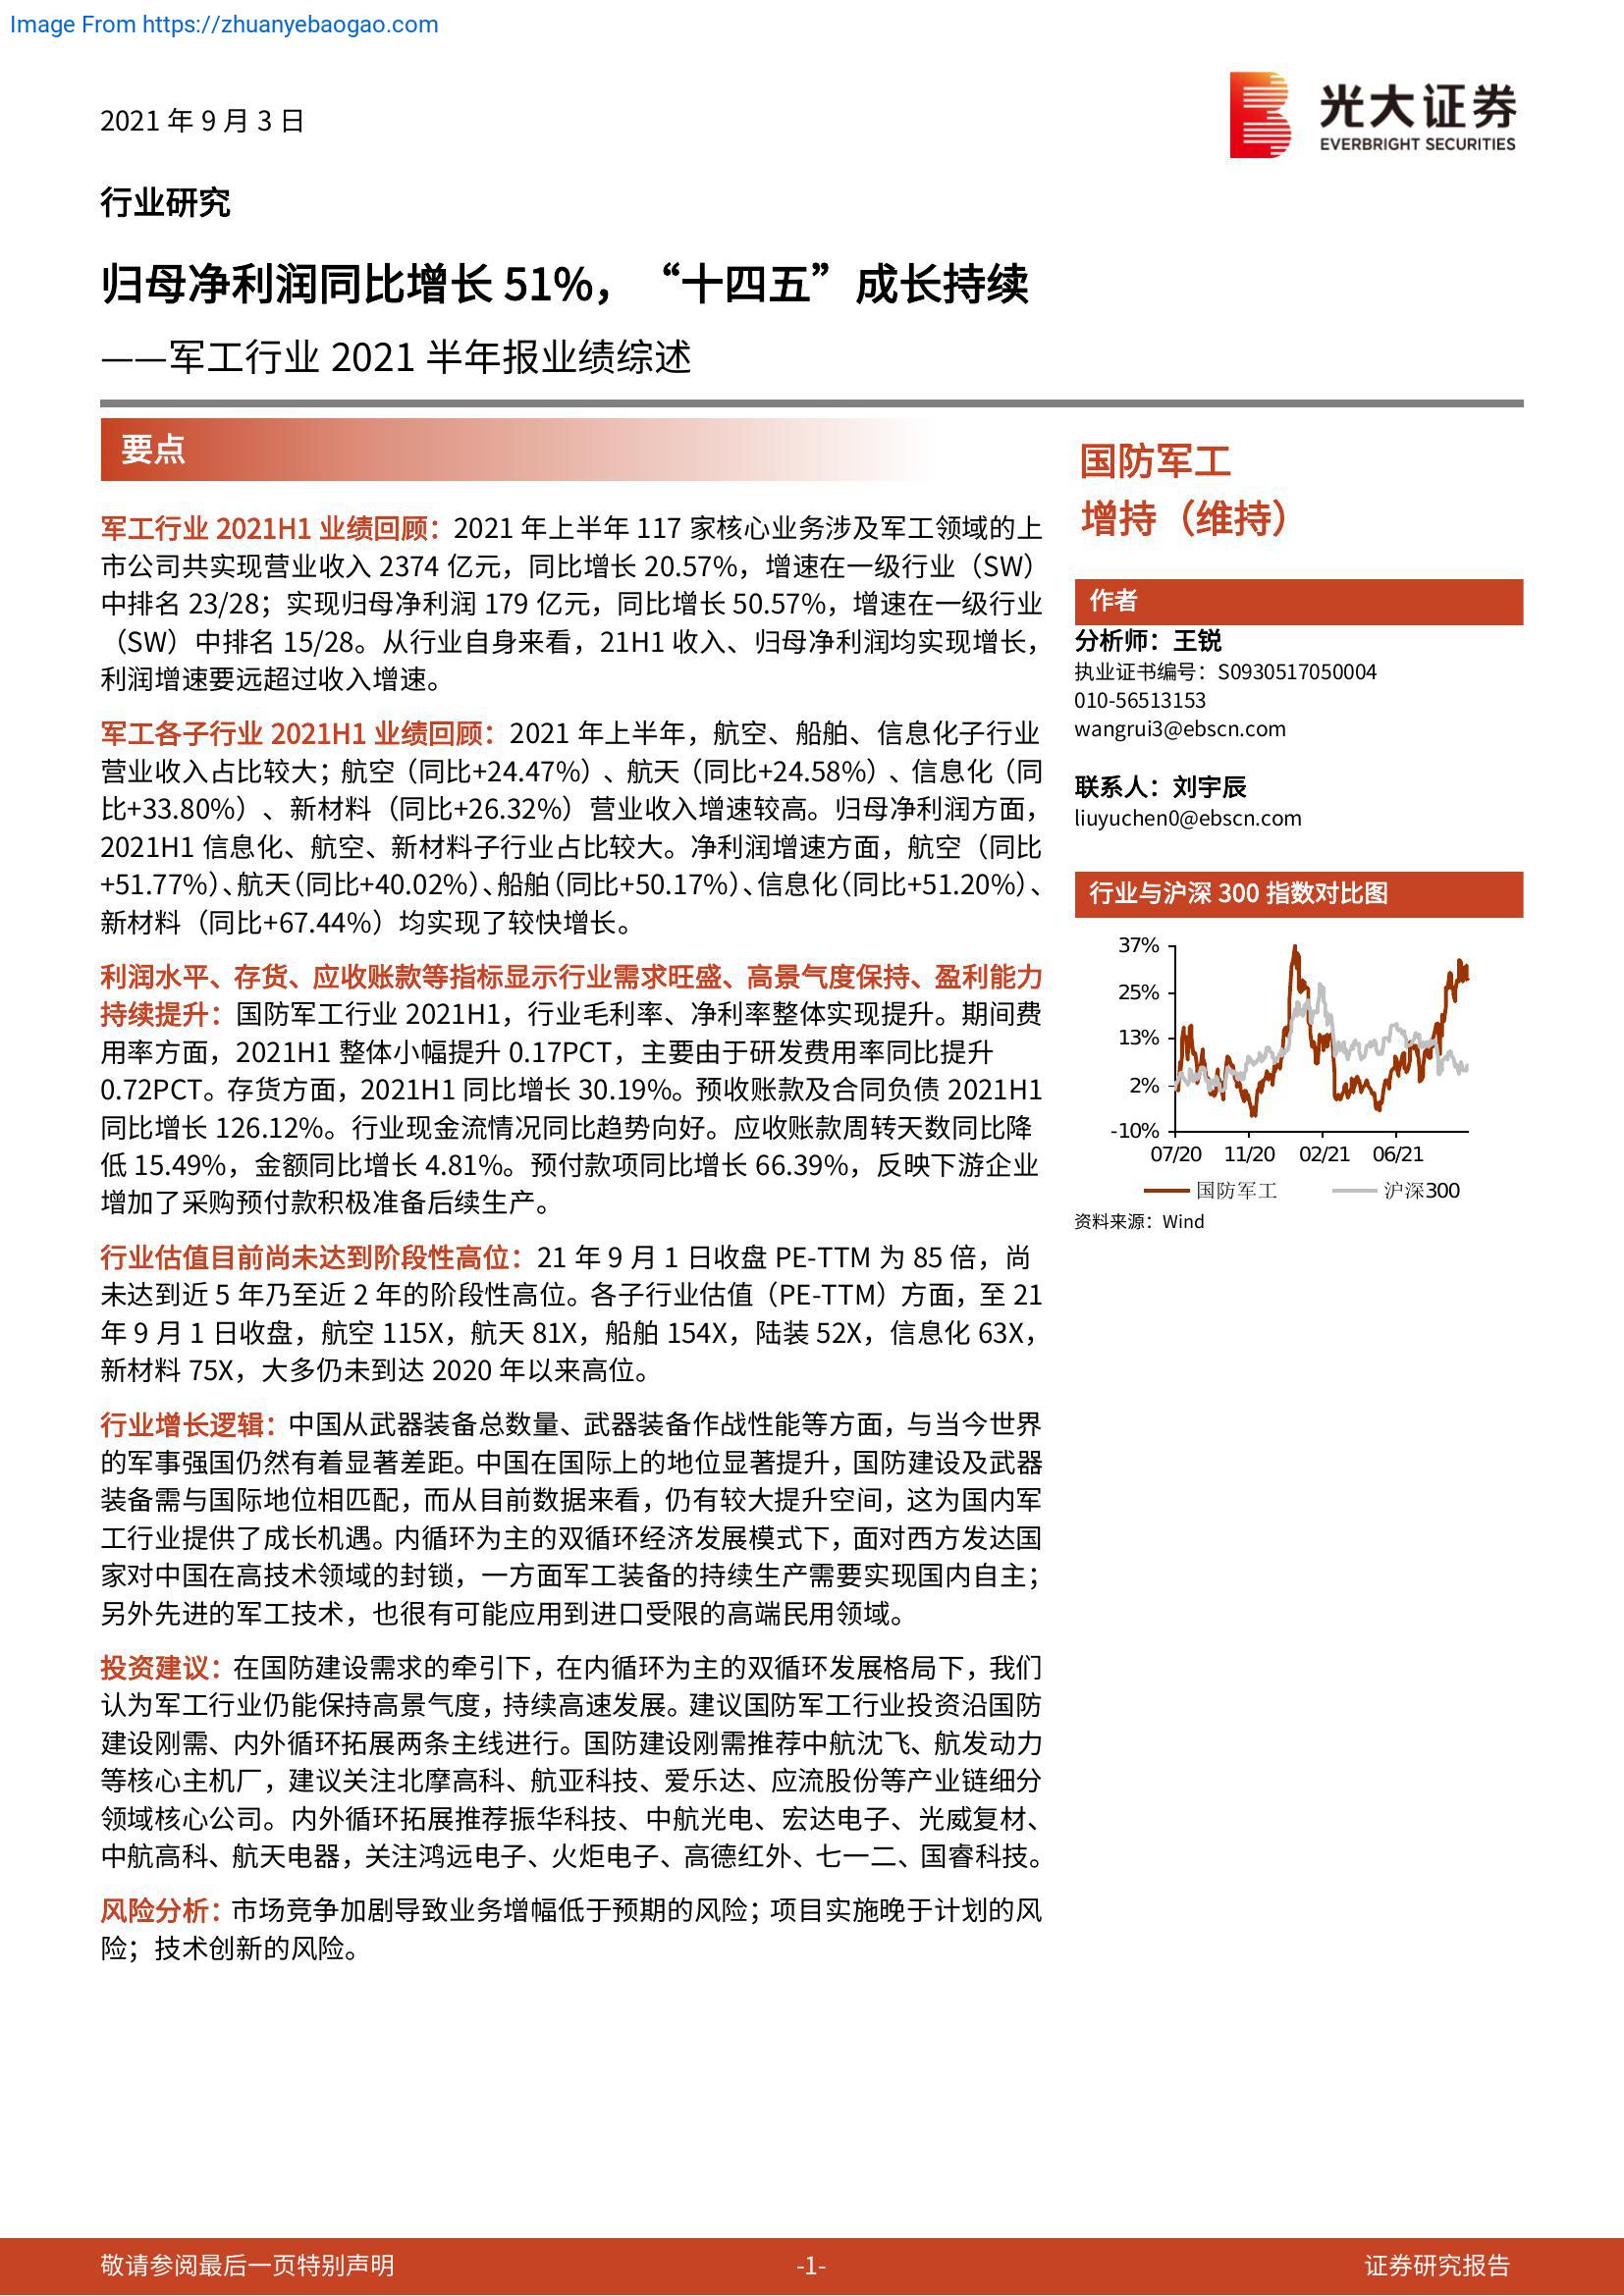 Image From https://zhuanyebaogao.com
2021 年 9 月 3 日
光大证券
EVERBRIGHT SECURITIES
行业研究
归母净利润同比增长 51%，“十四五”成长持续
——军工行业 2021 半年报业绩综述
要点
军工行业 2021H1 业绩回顾：2021 年上半年 117 家核心业务涉及军工领域的上
市公司共实现营业收入 2374 亿元，同比增长 20.57%，增速在一级行业（SW）
中排名 23/28；实现归母净利润 179 亿元，同比增长 50.57%，增速在一级行业
（SW）中排名 15/28。从行业自身来看，21H1 收入、归母净利润均实现增长，
利润增速要远超过收入增速。
军工各子行业 2021H1 业绩回顾：2021 年上半年，航空、船舶、信息化子行业
营业收入占比较大；航空（同比+24.47%）、航天（同比+24.58%）、信息化（同
比+33.80%）、新材料（同比+26.32%）营业收入增速较高。归母净利润方面，
2021H1 信息化、航空、新材料子行业占比较大。净利润增速方面，航空（同比
+51.77%）、航天（同比+40.02%）、船舶（同比+50.17%）、信息化（同比+51.20%）、
新材料（同比+67.44%）均实现了较快增长。
利润水平、存货、应收账款等指标显示行业需求旺盛、高景气度保持、盈利能力
持续提升：国防军工行业 2021H1，行业毛利率、净利率整体实现提升。期间费
用率方面，2021H1 整体小幅提升 0.17PCT，主要由于研发费用率同比提升
0.72PCT。存货方面，2021H1 同比增长 30.19%。预收账款及合同负债 2021H1
同比增长 126.12%。行业现金流情况同比趋势向好。应收账款周转天数同比降
低 15.49%，金额同比增长 4.81%。预付款项同比增长 66.39%，反映下游企业
增加了采购预付款积极准备后续生产。
行业估值目前尚未达到阶段性高位：21 年 9 月 1 日收盘 PE-TTM 为 85 倍，尚
未达到近 5 年乃至近 2 年的阶段性高位。各子行业估值（PE-TTM）方面，至 21
年 9 月 1 日收盘，航空 115X，航天 81X，船舶 154X，陆装 52X，信息化 63X，
新材料 75X，大多仍未到达 2020 年以来高位。
行业增长逻辑：中国从武器装备总数量、武器装备作战性能等方面，与当今世界
的军事强国仍然有着显著差距。中国在国际上的地位显著提升，国防建设及武器
装备需与国际地位相匹配，而从目前数据来看，仍有较大提升空间，这为国内军
工行业提供了成长机遇。内循环为主的双循环经济发展模式下，面对西方发达国
家对中国在高技术领域的封锁，一方面军工装备的持续生产需要实现国内自主；
另外先进的军工技术，也很有可能应用到进口受限的高端民用领域。
投资建议：在国防建设需求的牵引下，在内循环为主的双循环发展格局下，我们
认为军工行业仍能保持高景气度，持续高速发展。建议国防军工行业投资沿国防
建设刚需、内外循环拓展两条主线进行。国防建设刚需推荐中航沈飞、航发动力
等核心主机厂，建议关注北摩高科、航亚科技、爱乐达、应流股份等产业链细分
领域核心公司。内外循环拓展推荐振华科技、中航光电、宏达电子、光威复材、
中航高科、航天电器，关注鸿远电子、火炬电子、高德红外、七一二、国睿科技。
风险分析：市场竞争加剧导致业务增幅低于预期的风险；项目实施晚于计划的风
险；技术创新的风险。
国防军工
增持（维持）
作者
分析师：王锐
执业证书编号：S0930517050004
010-56513153
wangrui3@ebscn.com
联系人：刘宇辰
liuyuchen0@ebscn.com
行业与沪深 300 指数对比图
37%
25%
13%
2%
-10%
07/20 11/20 02/21 06/21
国防军工 沪深300
资料来源：Wind
敬请参阅最后一页特别声明 -1- 证券研究报告